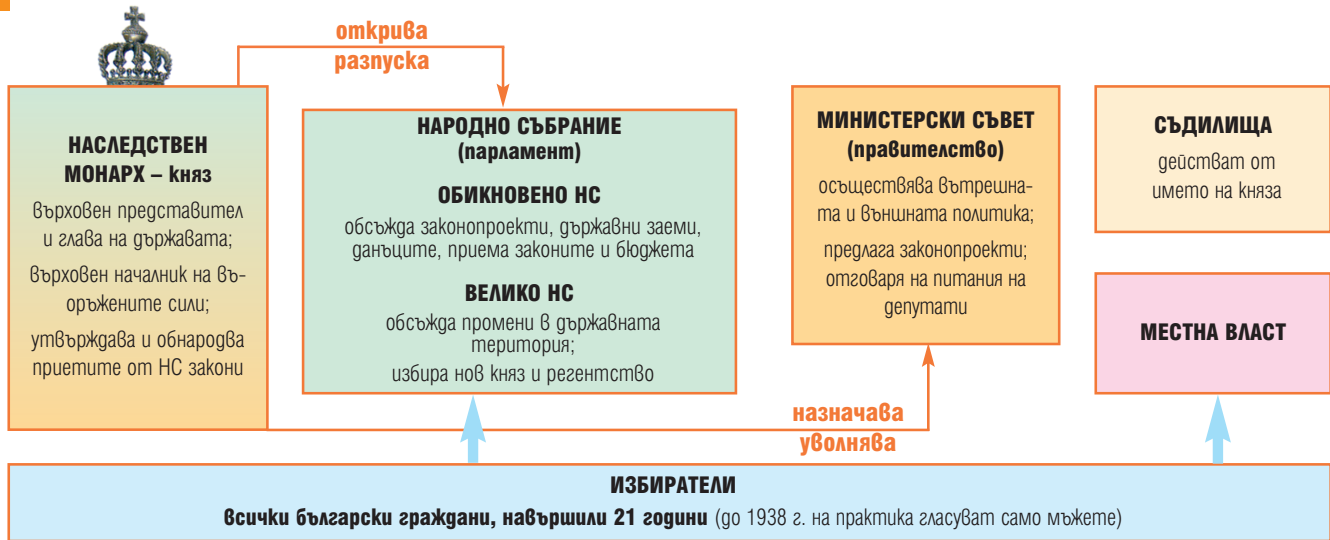 открива
разпуска
НАСЛЕДСТВЕН
МОНАРХ – княз
върховен представител
и глава на държавата;
върховен началник на въ-
оръжените сили;
утвърждава и обнародва
приетите от НС закони
НАРОДНО СЪБРАНИЕ
(парламент)
ОБИКНОВЕНО НС
обсъжда законопроекти, държавни заеми,
данъците, приема законите и бюджета
ВЕЛИКО НС
обсъжда промени в държавната
територия;
избира нов княз и регентство
МИНИСТЕРСКИ СЪВЕТ
(правителство)
осъществява вътрешна-
та и външната политика;
предлага законопроекти;
отговаря на питания на
депутати
СЪДИЛИЩА
действат от
името на княза
МЕСТНА ВЛАСТ
назначава
уволнява
ИЗБИРАТЕЛИ
всички български граждани, навършили 21 години (до 1938 г. на практика гласуват само мъжете)